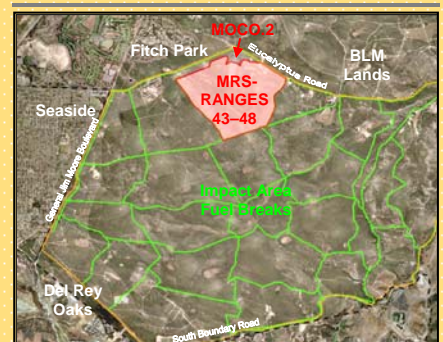 MOCO.2
Fitch Park
Eucalyptus Road
BLM
Lands
MRS-
RANGES
43–48
Seaside
General Jim Moore Boulevard
Impact Area
Fuel Breaks
Del Rey
Oaks
South Boundary Road